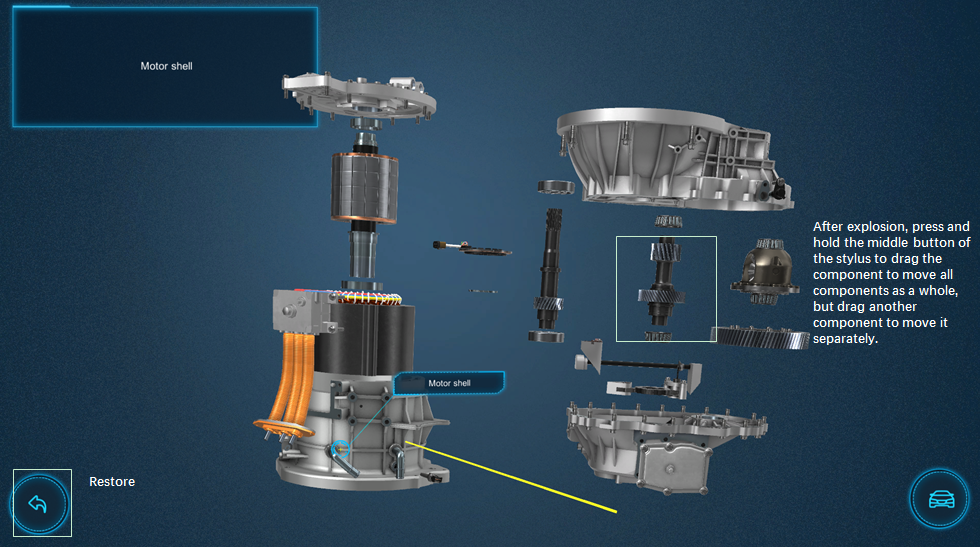 Motor shell
After explosion, press and
hold the middle button of
the stylus to drag the
component to move all
components as a whole,
but drag another
component to move it
separately.
Motor shell
Restore